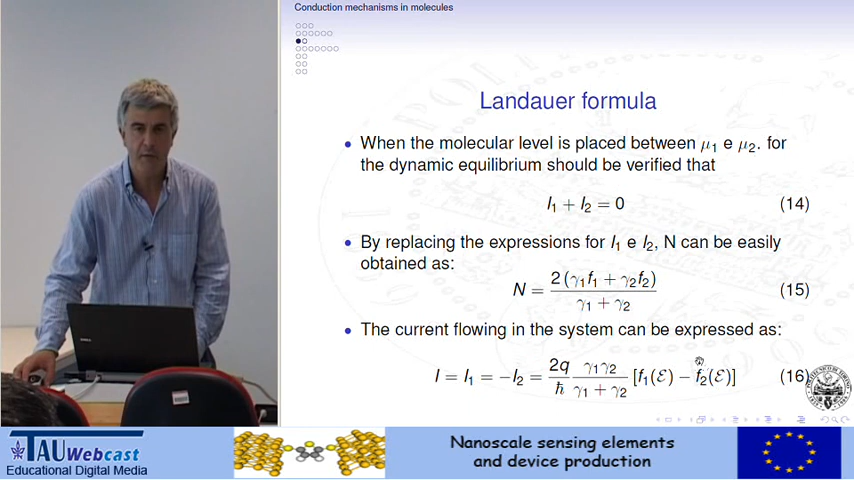 Conduction mechanisms in molecules
Landauer formula
• When the molecular level is placed between μ₁ e μ₂. for
the dynamic equilibrium should be verified that
I₁ + I₂ = 0 (14)
• By replacing the expressions for I₁ e I₂, N can be easily
obtained as:
N = 2 (γ₁f₁ + γ₂f₂) / γ₁ + γ₂ (15)
• The current flowing in the system can be expressed as:
I = I₁ = −I₂ = 2q/ħ γ₁γ₂/γ₁ + γ₂ [f₁(ℰ) − f₂(ℰ)] (16)
TAU Webcast
Educational Digital Media
Nanoscale sensing elements
and device production